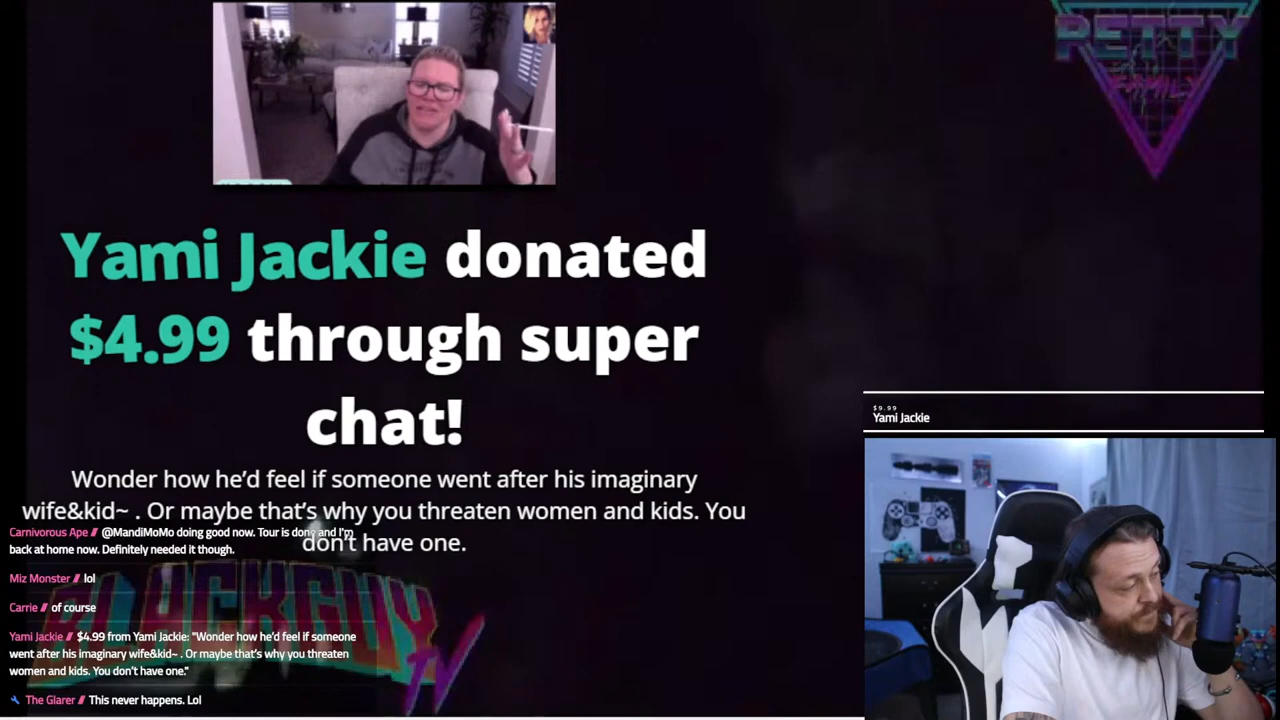 PETTY
FAMILY
Yami Jackie donated
$4.99 through super
chat!
Wonder how he'd feel if someone went after his imaginary
wife&kid~ . Or maybe that's why you threaten women and kids. You
don't have one.
$9.99
Yami Jackie
Carnivorous Ape // @MandiMoMo doing good now. Tour is done and I'm
back at home now. Definitely needed it though.
Miz Monster // lol
Carrie // of course
Yami Jackie // $4.99 from Yami Jackie: "Wonder how he'd feel if someone
went after his imaginary wife&kid~ . Or maybe that's why you threaten
women and kids. You don't have one."
The Glarer // This never happens. Lol
BLACKGUY
TV